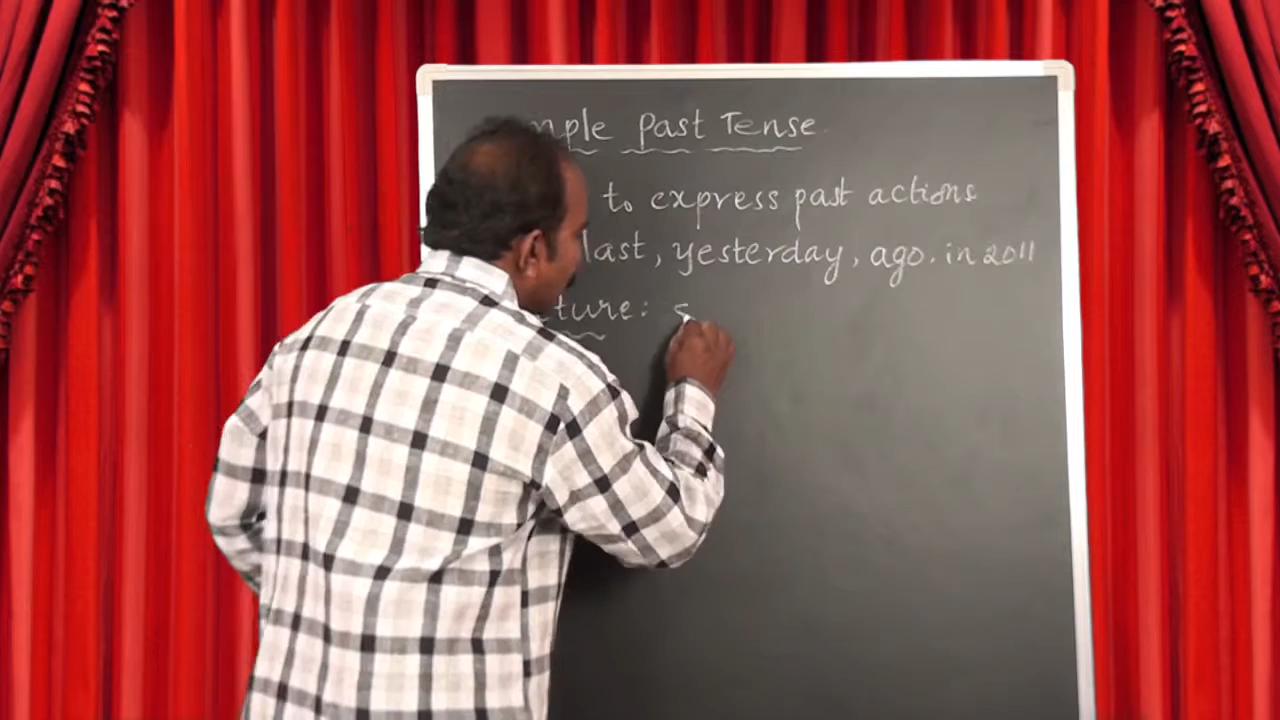 mple Past Tense
to express past actions
last, yesterday, ago. in 2011
ture: S